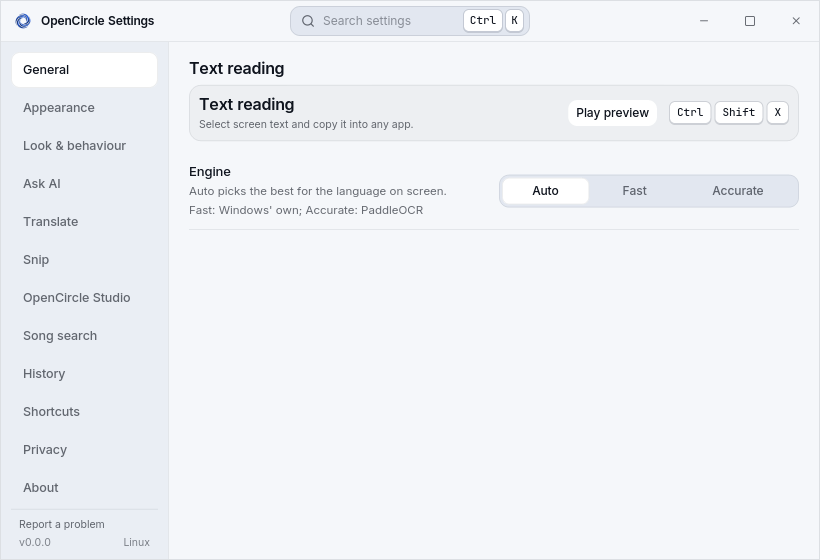 OpenCircle Settings
Search settings Ctrl K
General
Appearance
Look & behaviour
Ask AI
Translate
Snip
OpenCircle Studio
Song search
History
Shortcuts
Privacy
About
Report a problem
v0.0.0 Linux
Text reading
Text reading
Select screen text and copy it into any app.
Play preview Ctrl Shift X
Engine
Auto picks the best for the language on screen.
Fast: Windows' own; Accurate: PaddleOCR
Auto Fast Accurate